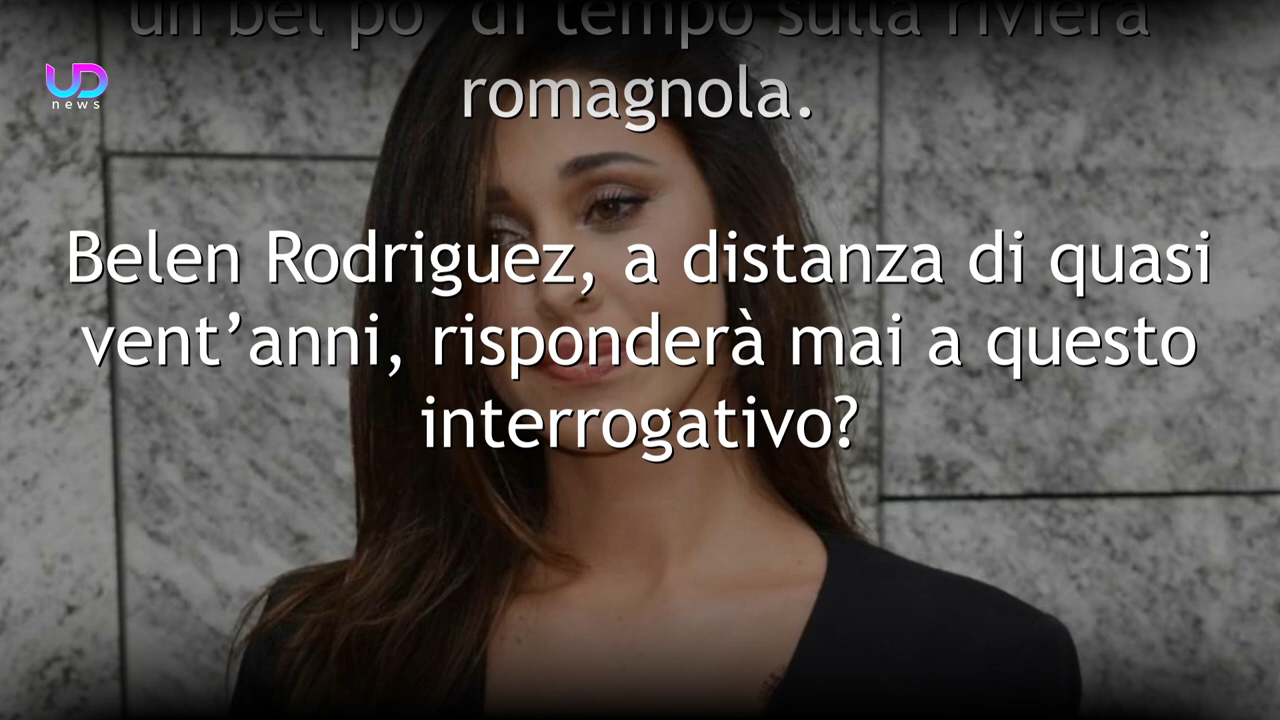 un bel po' di tempo sulla riviera
romagnola.
UD
news
Belen Rodriguez, a distanza di quasi
vent’anni, risponderà mai a questo
interrogativo?